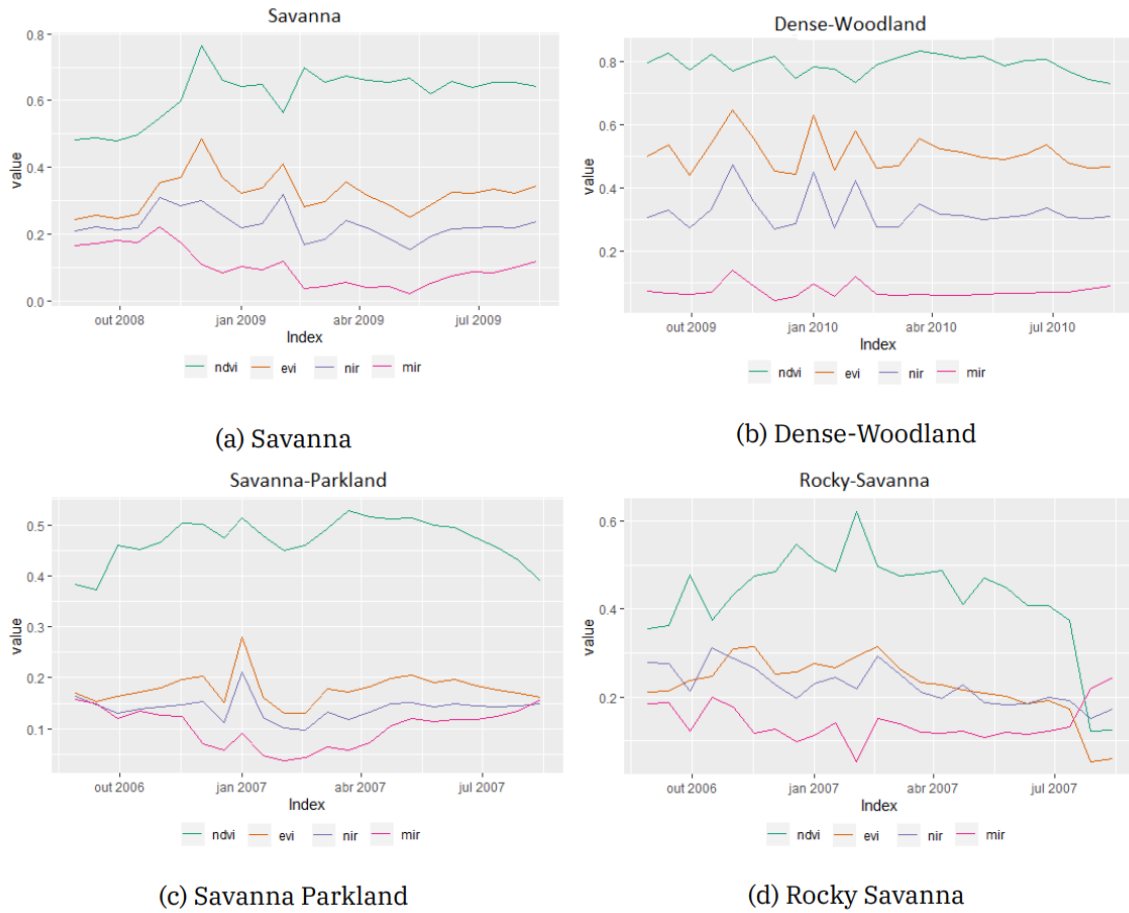 Savanna
0.8
0.6
0.4
0.2
0.0
value
out 2008 jan 2009 abr 2009 jul 2009
Index
ndvi evi nir mir
(a) Savanna
Dense-Woodland
0.8
0.6
0.4
0.2
value
out 2009 jan 2010 abr 2010 jul 2010
Index
ndvi evi nir mir
(b) Dense-Woodland
Savanna-Parkland
0.5
0.4
0.3
0.2
0.1
value
out 2006 jan 2007 abr 2007 jul 2007
Index
ndvi evi nir mir
(c) Savanna Parkland
Rocky-Savanna
0.6
0.4
0.2
value
out 2006 jan 2007 abr 2007 jul 2007
Index
ndvi evi nir mir
(d) Rocky Savanna